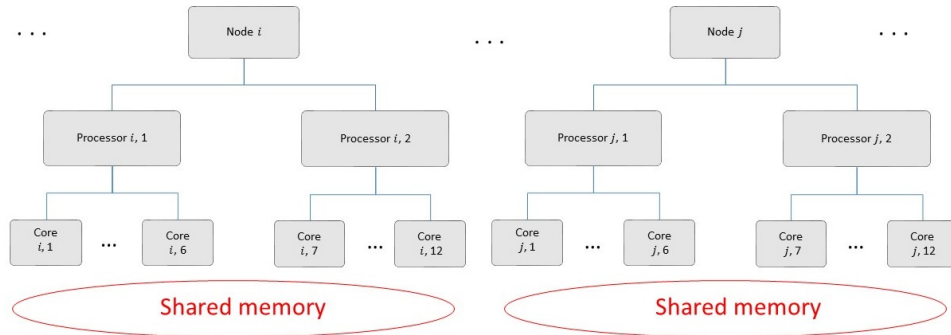 . . .
Node i
. . .
Node j
. . .
Processor i, 1
Processor i, 2
Processor j, 1
Processor j, 2
Core
i, 1
...
Core
i, 6
Core
i, 7
...
Core
i, 12
Core
j, 1
...
Core
j, 6
Core
j, 7
...
Core
j, 12
Shared memory
Shared memory